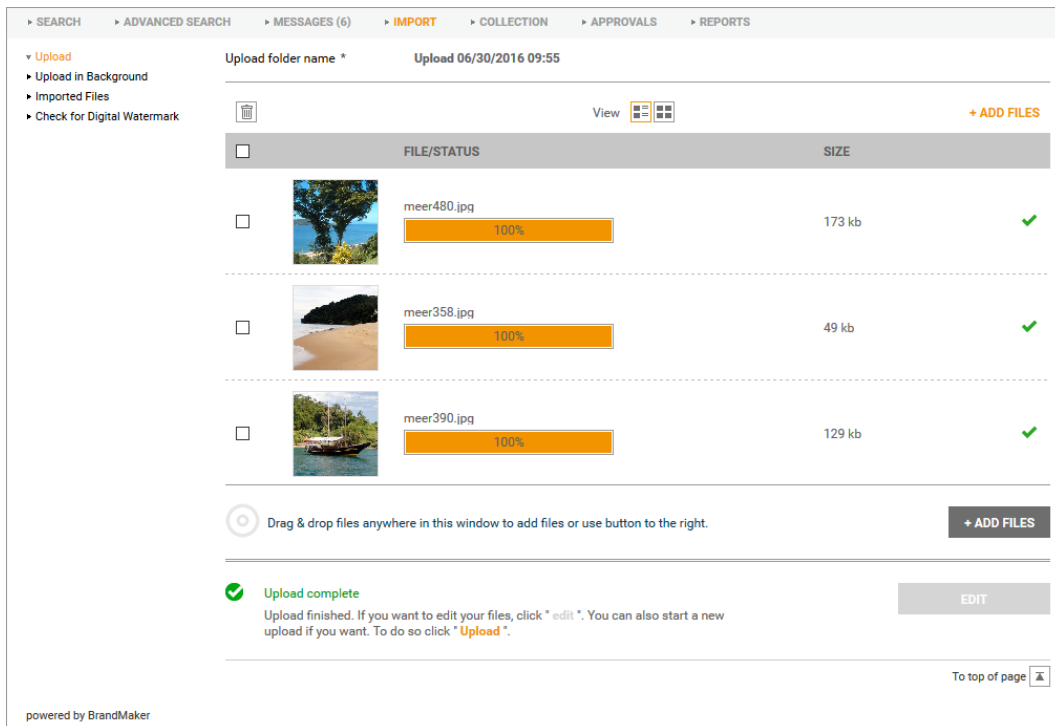 SEARCH ADVANCED SEARCH MESSAGES (6) IMPORT COLLECTION APPROVALS REPORTS
Upload
Upload in Background
Imported Files
Check for Digital Watermark
Upload folder name * Upload 06/30/2016 09:55
View + ADD FILES
FILE/STATUS SIZE
meer480.jpg
100% 173 kb
meer358.jpg
100% 49 kb
meer390.jpg
100% 129 kb
Drag & drop files anywhere in this window to add files or use button to the right. + ADD FILES
Upload complete
Upload finished. If you want to edit your files, click " edit ". You can also start a new
upload if you want. To do so click " Upload ".
EDIT
To top of page
powered by BrandMaker